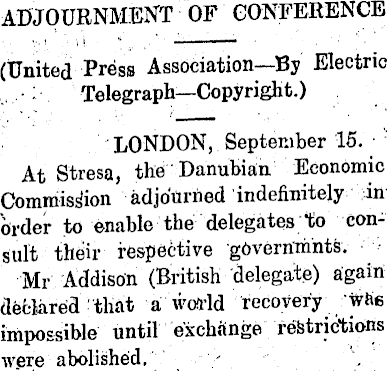 ADJOURNMENT OF CONFERENCE
(United Press Association—By Electric
Telegraph—Copyright.)
LONDON, September 15.
At Stresa, the Danubian Economic
Commission adjourned indefinitely in
order to enable the delegates to con-
sult their respective governmnts.
Mr Addison (British delegate) again
declared that a world recovery was
impossible until exchange restrictions
were abolished.